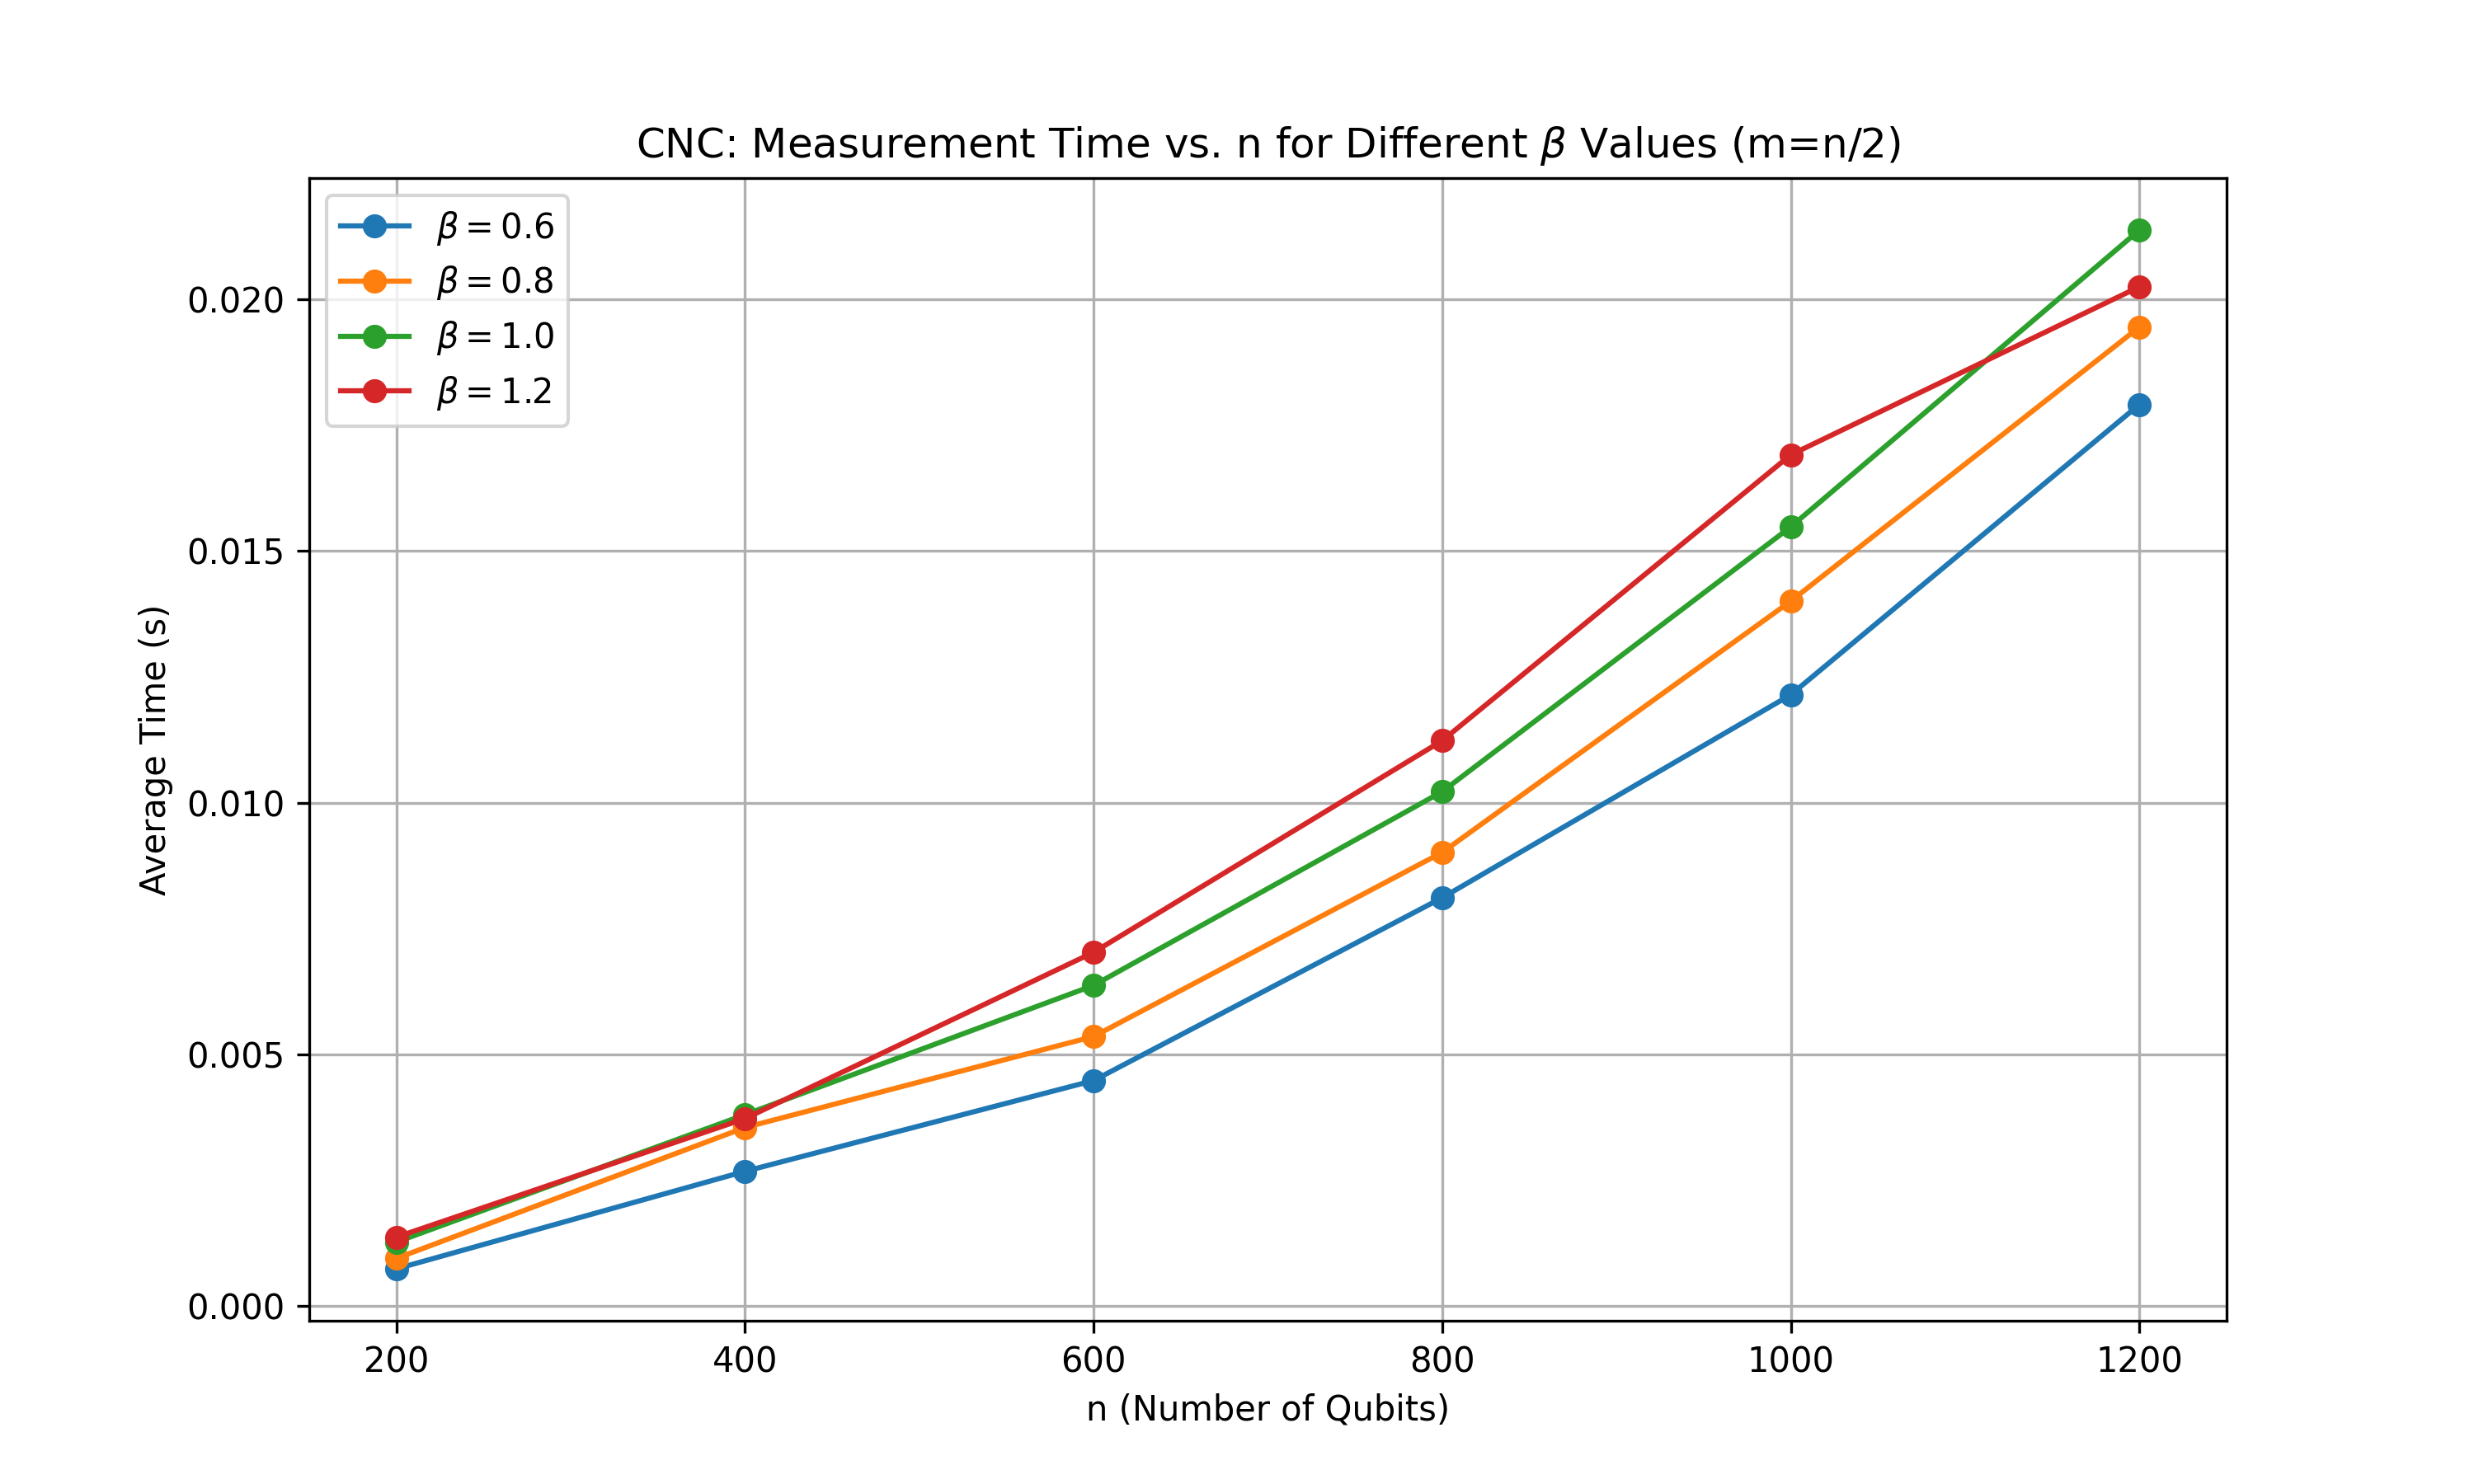 CNC: Measurement Time vs. n for Different β Values (m=n/2)
β = 0.6
β = 0.8
β = 1.0
β = 1.2
Average Time (s)
0.020
0.015
0.010
0.005
0.000
200 400 600 800 1000 1200
n (Number of Qubits)